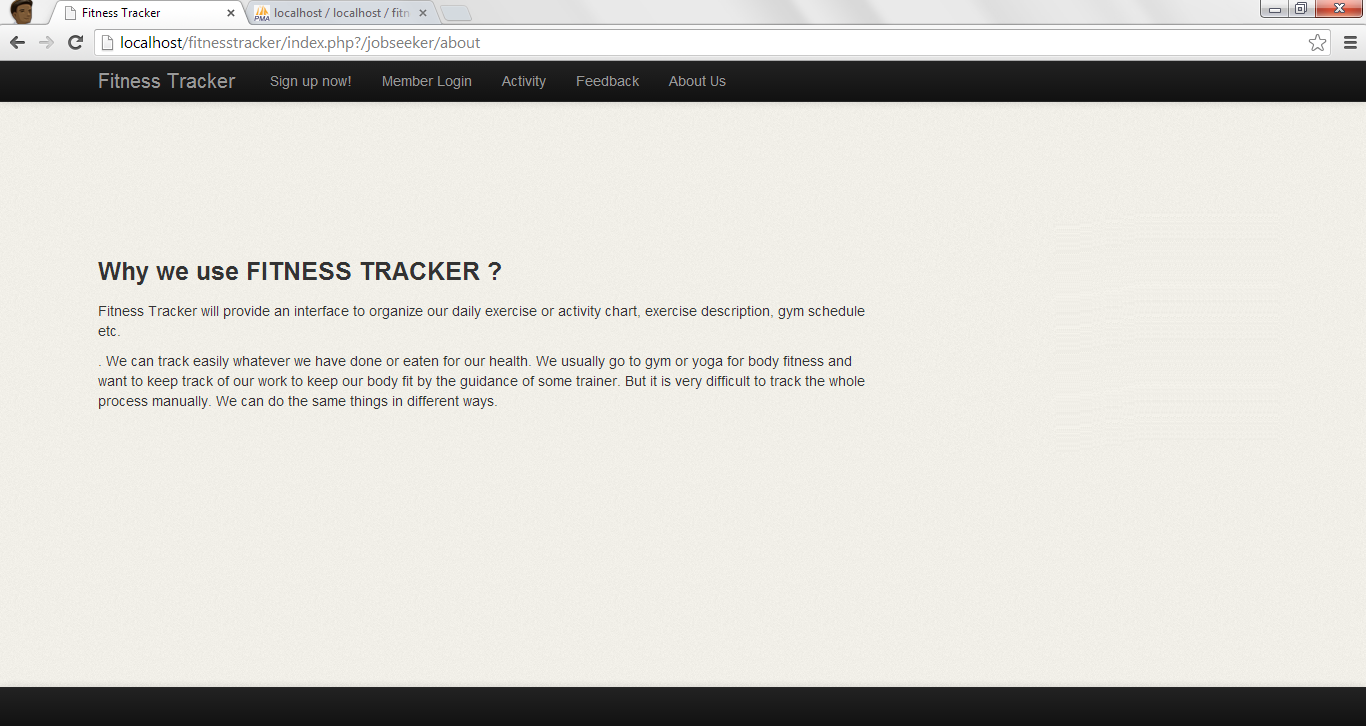 Fitness Tracker
localhost / localhost / fitn
localhost/fitnesstracker/index.php?/jobseeker/about
Fitness Tracker Sign up now! Member Login Activity Feedback About Us
Why we use FITNESS TRACKER ?
Fitness Tracker will provide an interface to organize our daily exercise or activity chart, exercise description, gym schedule
etc.
. We can track easily whatever we have done or eaten for our health. We usually go to gym or yoga for body fitness and
want to keep track of our work to keep our body fit by the guidance of some trainer. But it is very difficult to track the whole
process manually. We can do the same things in different ways.